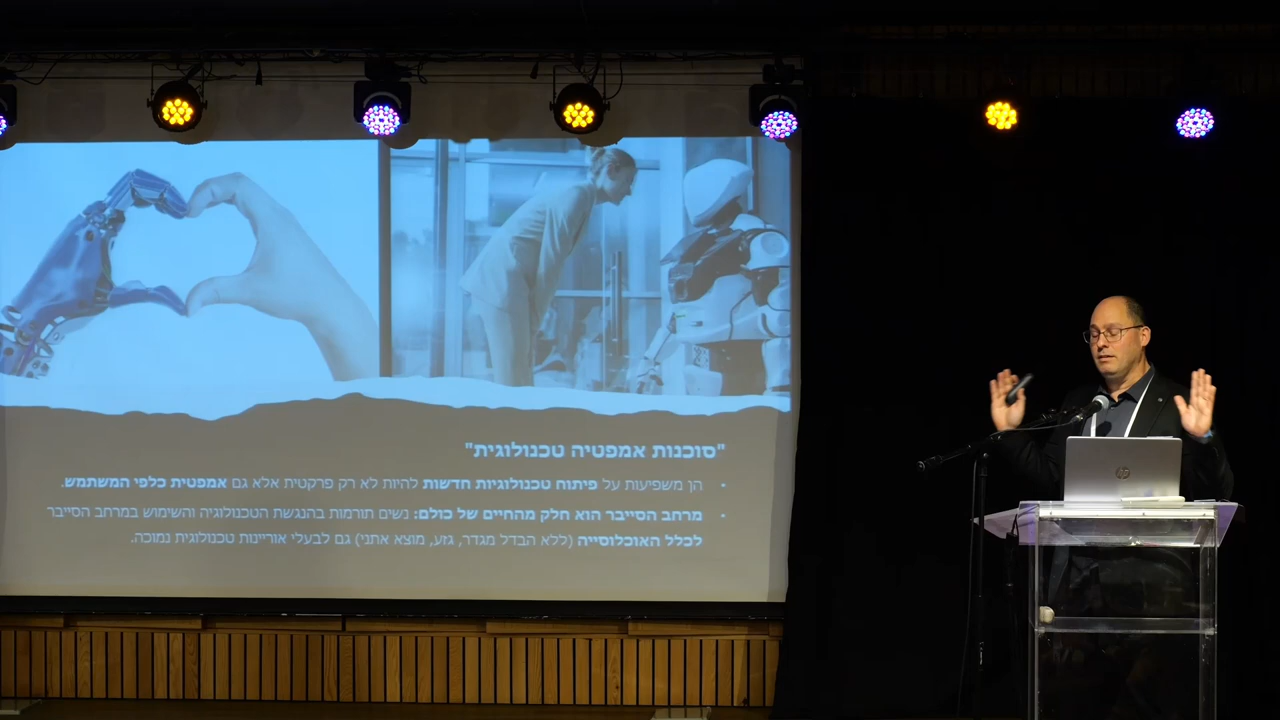 "סוכנות אמפטיה טכנולוגית"
• הן משפיעות על פיתוח טכנולוגיות חדשות להיות לא רק פרקטית אלא גם אמפטית כלפי המשתמש.
• מרחב הסייבר הוא חלק מהחיים של כולם: נשים תורמות בהנגשת הטכנולוגיה והשימוש במרחב הסייבר
לכלל האוכלוסייה (ללא הבדל מגדר, גזע, מוצא אתני) גם לבעלי אוריינות טכנולוגית נמוכה.
hp